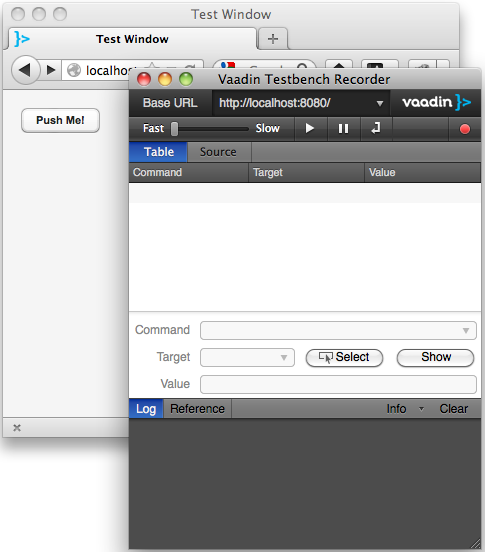 Test Window
Test Window
localhost
Vaadin Testbench Recorder
Push Me!
Base URL
http://localhost:8080/
vaadin }>
Fast
Slow
Table
Source
Command
Target
Value
Command
Target
Select
Show
Value
Log
Reference
Info
Clear